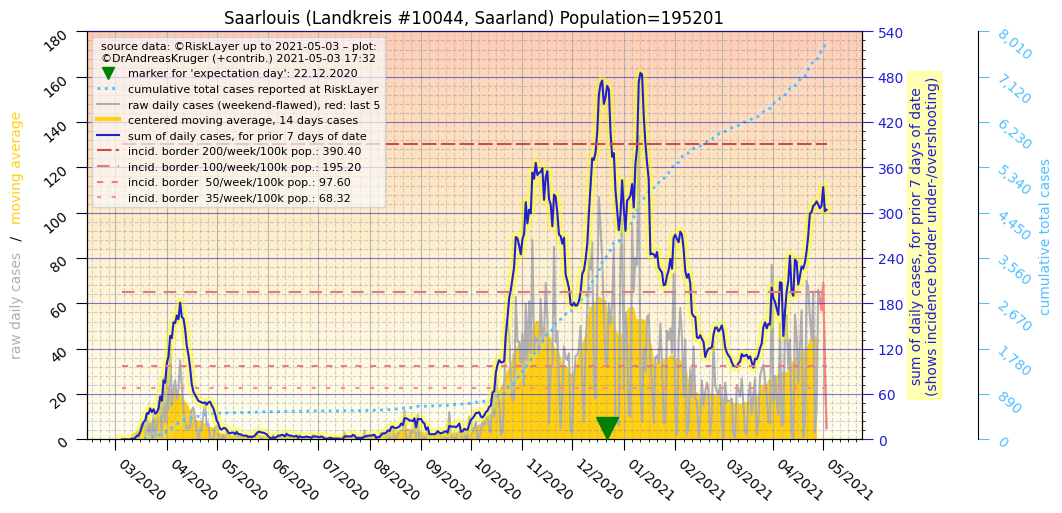 Saarlouis (Landkreis #10044, Saarland) Population=195201
source data: ©RiskLayer up to 2021-05-03 – plot:
©DrAndreasKruger (+contrib.) 2021-05-03 17:32
marker for 'expectation day': 22.12.2020
cumulative total cases reported at RiskLayer
raw daily cases (weekend-flawed), red: last 5
centered moving average, 14 days cases
sum of daily cases, for prior 7 days of date
incid. border 200/week/100k pop.: 390.40
incid. border 100/week/100k pop.: 195.20
incid. border  50/week/100k pop.: 97.60
incid. border  35/week/100k pop.: 68.32
raw daily cases  /  moving average
180
160
140
120
100
80
60
40
20
0
03/2020
04/2020
05/2020
06/2020
07/2020
08/2020
09/2020
10/2020
11/2020
12/2020
01/2021
02/2021
03/2021
04/2021
05/2021
540
480
420
360
300
240
180
120
60
0
sum of daily cases, for prior 7 days of date
(shows incidence border under-/overshooting)
8,010
7,120
6,230
5,340
4,450
3,560
2,670
1,780
890
0
cumulative total cases